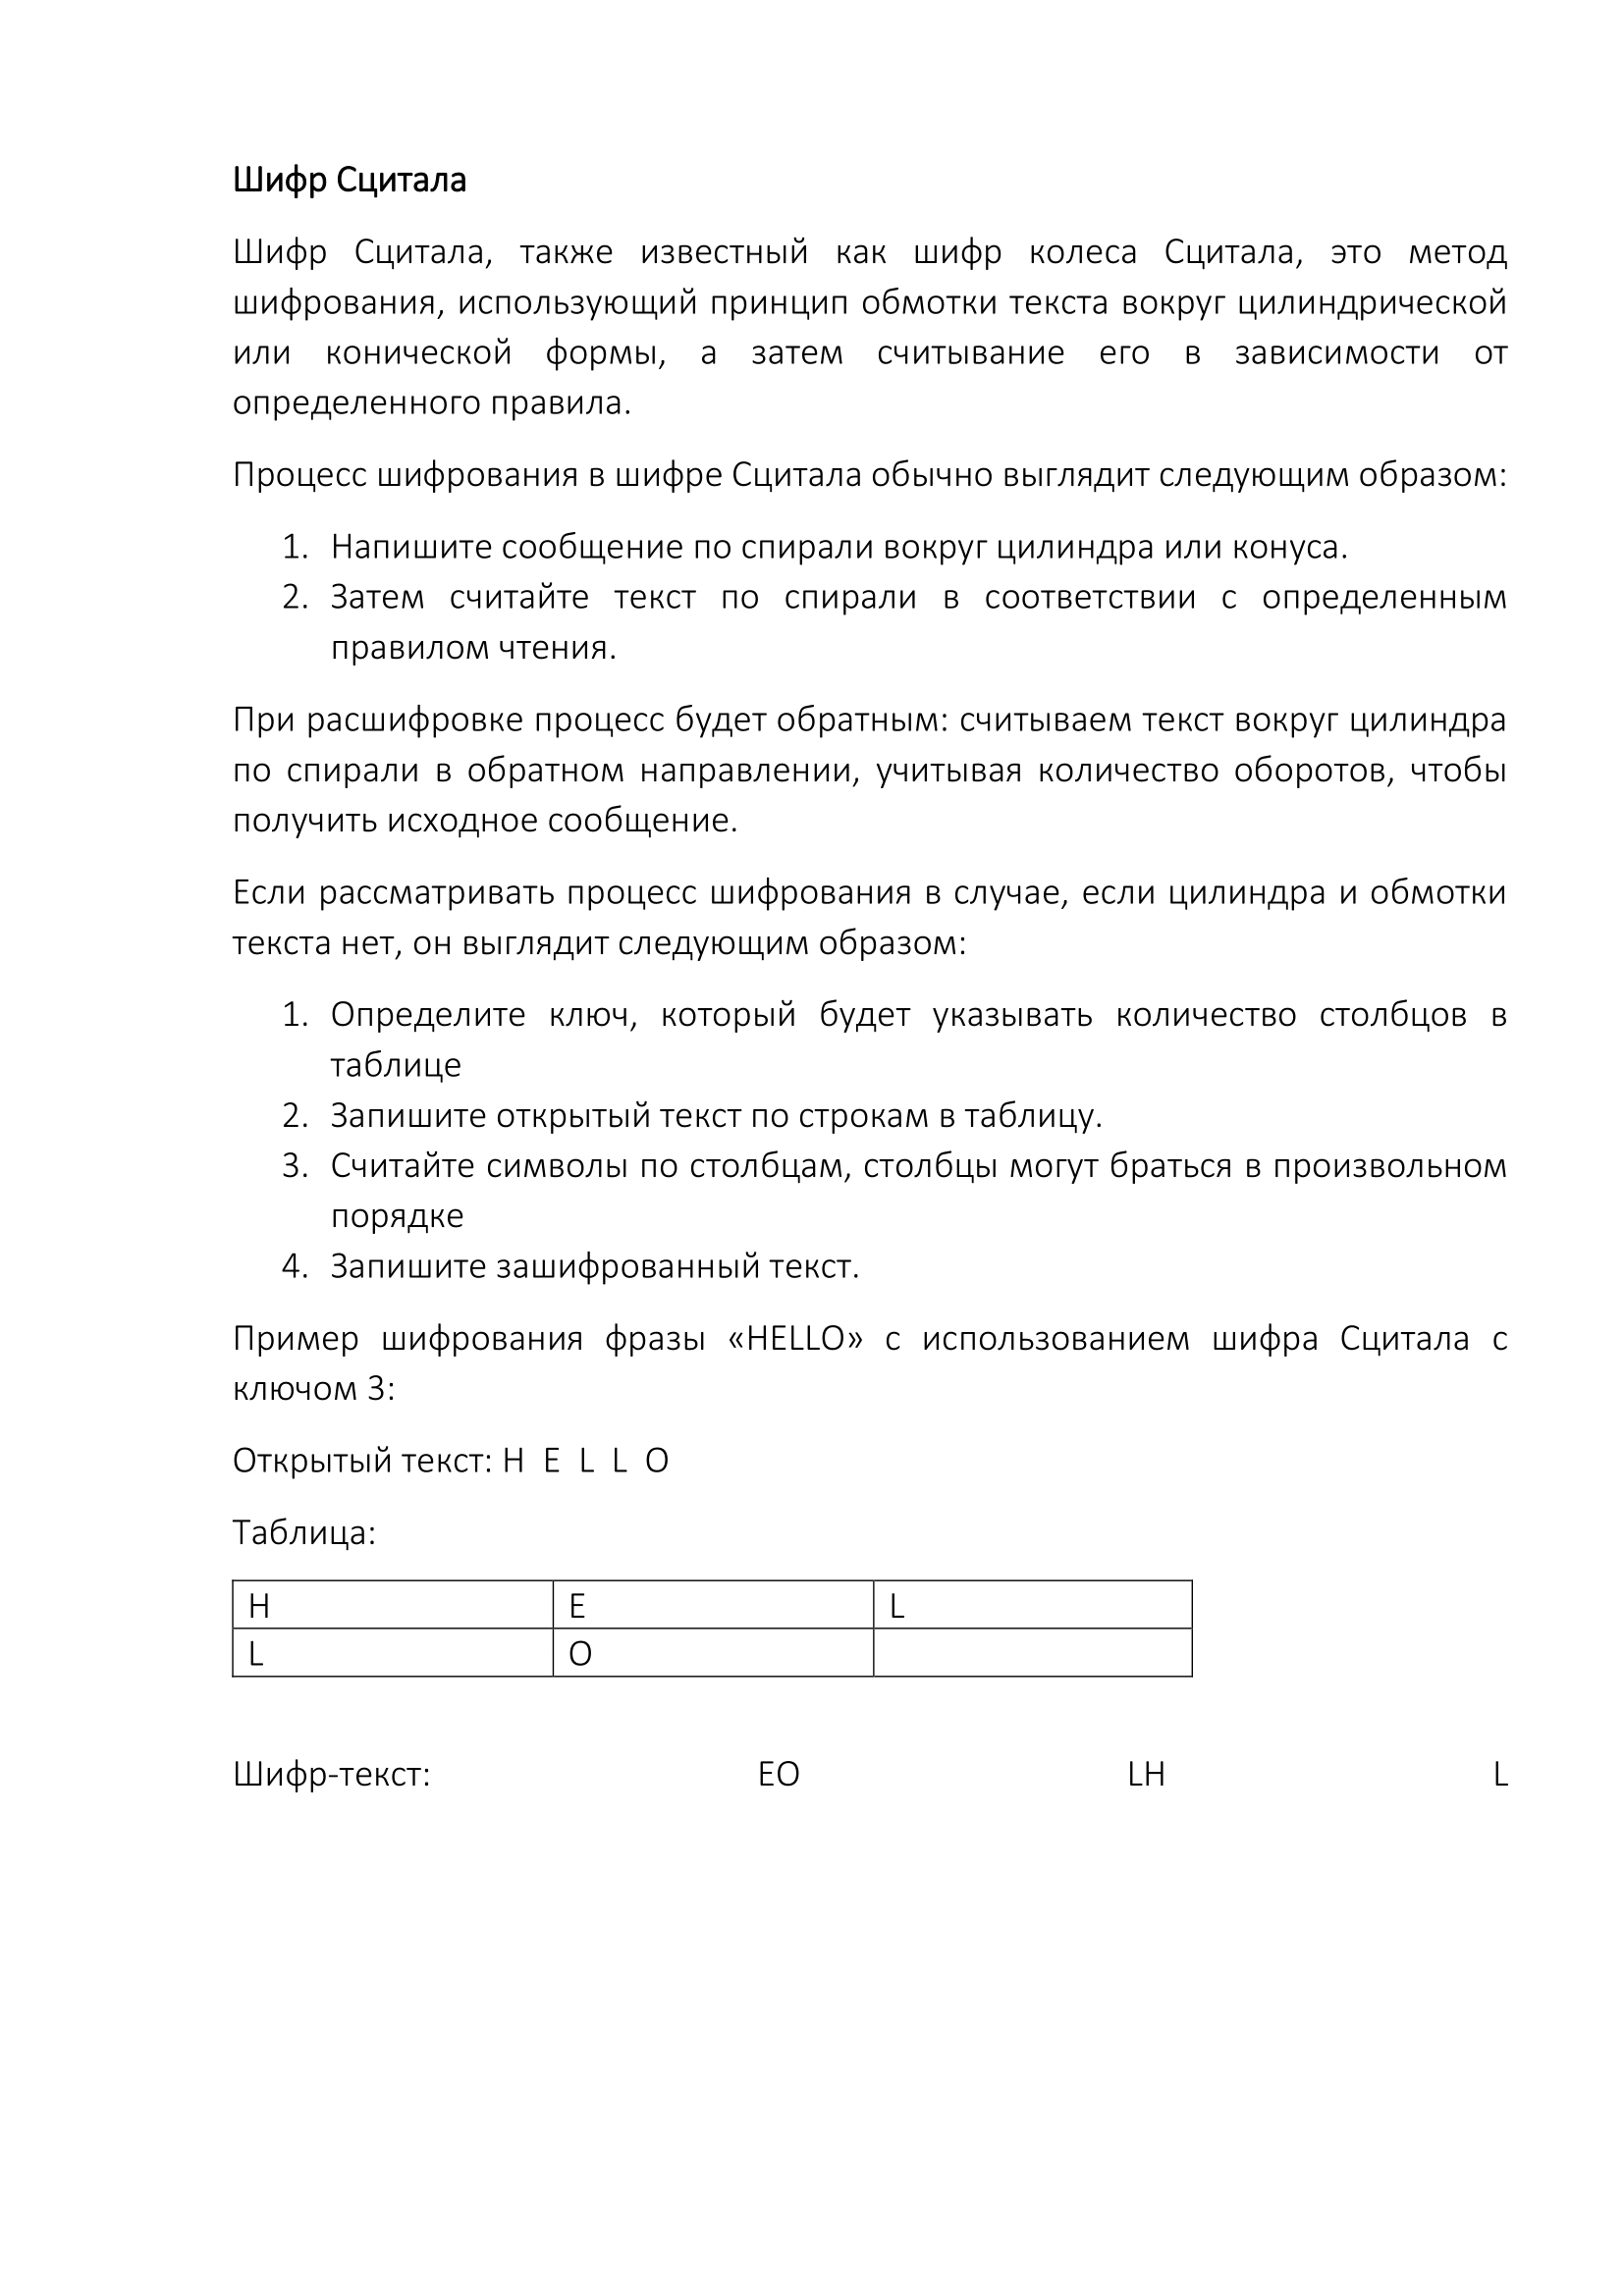 Шифр Сцитала
Шифр Сцитала, также известный как шифр колеса Сцитала, это метод
шифрования, использующий принцип обмотки текста вокруг цилиндрической
или конической формы, а затем считывание его в зависимости от
определенного правила.
Процесс шифрования в шифре Сцитала обычно выглядит следующим образом:
1. Напишите сообщение по спирали вокруг цилиндра или конуса.
2. Затем считайте текст по спирали в соответствии с определенным
правилом чтения.
При расшифровке процесс будет обратным: считываем текст вокруг цилиндра
по спирали в обратном направлении, учитывая количество оборотов, чтобы
получить исходное сообщение.
Если рассматривать процесс шифрования в случае, если цилиндра и обмотки
текста нет, он выглядит следующим образом:
1. Определите ключ, который будет указывать количество столбцов в
таблице
2. Запишите открытый текст по строкам в таблицу.
3. Считайте символы по столбцам, столбцы могут браться в произвольном
порядке
4. Запишите зашифрованный текст.
Пример шифрования фразы «HELLO» с использованием шифра Сцитала с
ключом 3:
Открытый текст: H E L L O
Таблица:
H E L
L O
Шифр-текст: EO LH L